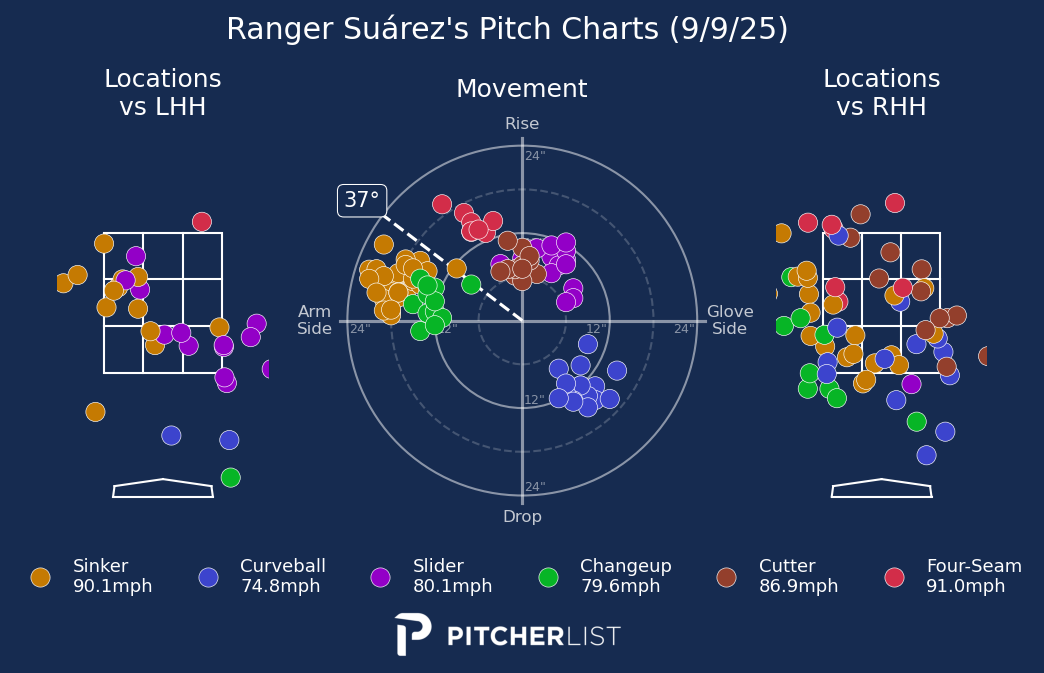 Ranger Suárez's Pitch Charts (9/9/25)
Locations
vs LHH
Movement
Locations
vs RHH
Rise
24"
37°
Arm
Side
24"
12"
12"
24"
Glove
Side
12"
24"
Drop
Sinker
90.1mph
Curveball
74.8mph
Slider
80.1mph
Changeup
79.6mph
Cutter
86.9mph
Four-Seam
91.0mph
PITCHERLIST